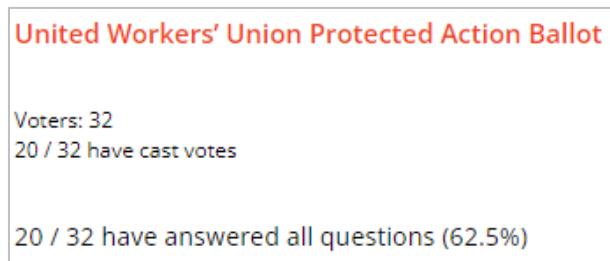 United Workers’ Union Protected Action Ballot
Voters: 32
20 / 32 have cast votes
20 / 32 have answered all questions (62.5%)